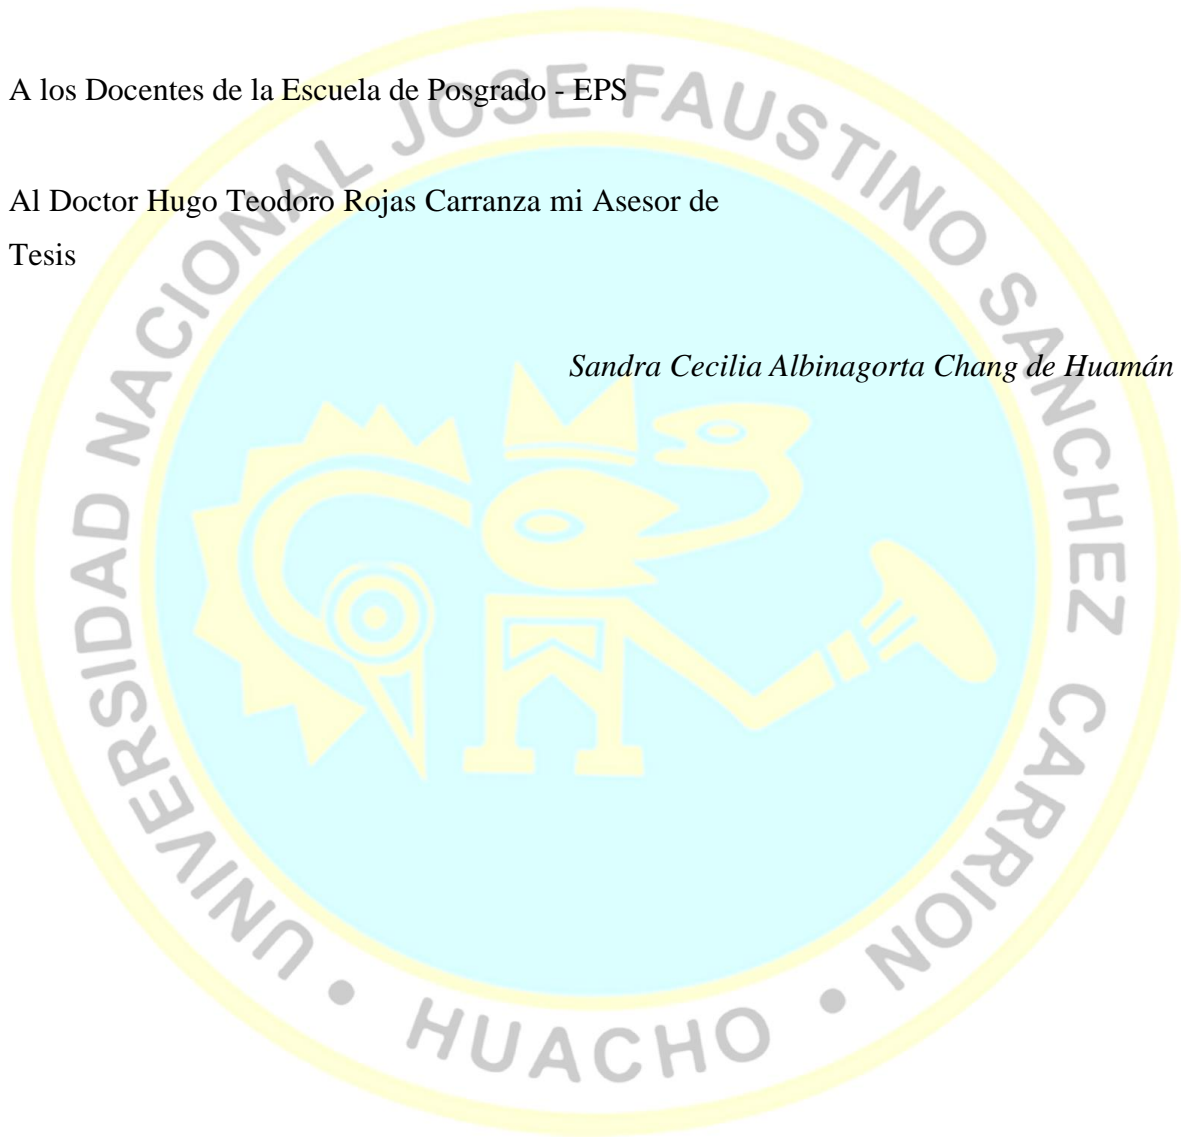 A los Docentes de la Escuela de Posgrado - EPS
Al Doctor Hugo Teodoro Rojas Carranza mi Asesor de
Tesis
Sandra Cecilia Albinagorta Chang de Huamán
UNIVERSIDAD NACIONAL JOSE FAUSTINO SANCHEZ CARRION • HUACHO •